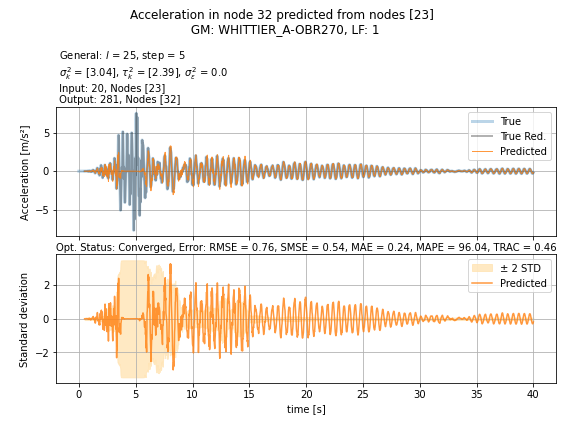 Acceleration in node 32 predicted from nodes [23]
GM: WHITTIER_A-OBR270, LF: 1
General: l = 25, step = 5
σ²ₖ = [3.04], τ²ₖ = [2.39], σ²ε = 0.0
Input: 20, Nodes [23]
Output: 281, Nodes [32]
True
True Red.
Predicted
Acceleration [m/s²]
5
0
−5
Opt. Status: Converged, Error: RMSE = 0.76, SMSE = 0.54, MAE = 0.24, MAPE = 96.04, TRAC = 0.46
± 2 STD
Predicted
Standard deviation
2
0
−2
0 5 10 15 20 25 30 35 40
time [s]